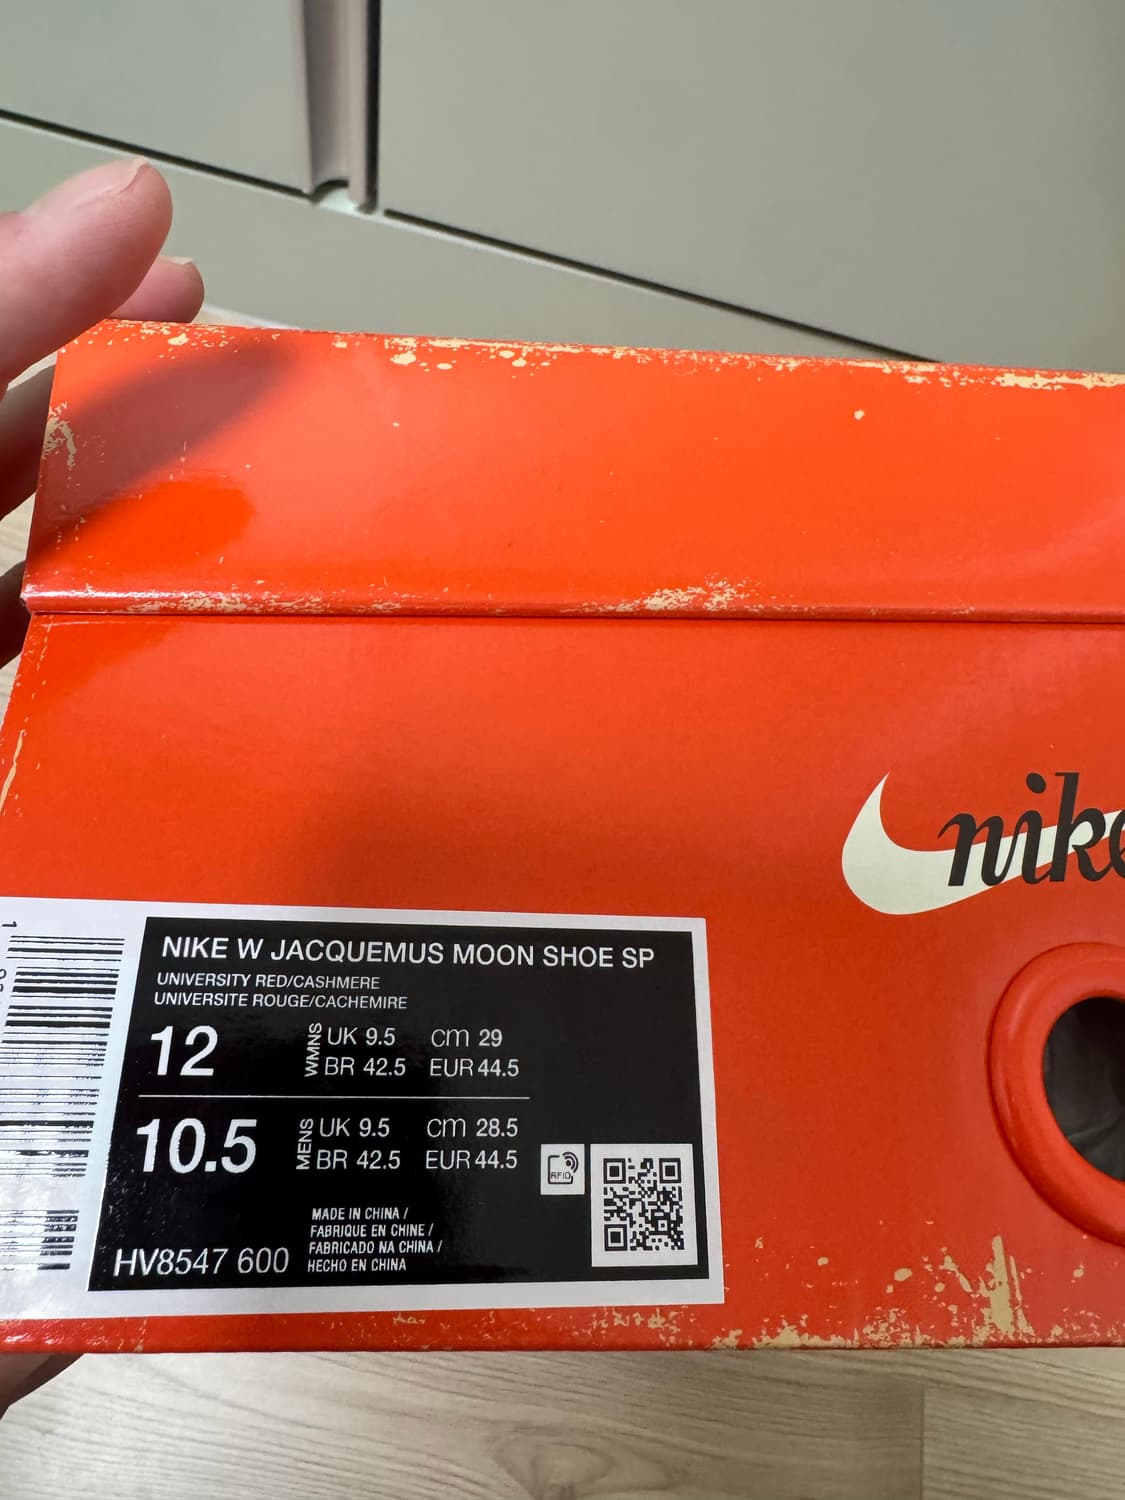 nike
NIKE W JACQUEMUS MOON SHOE SP
UNIVERSITY RED/CASHMERE
UNIVERSITE ROUGE/CACHEMIRE
12 WMNS UK 9.5 cm 29
BR 42.5 EUR 44.5
10.5 MENS UK 9.5 cm 28.5
BR 42.5 EUR 44.5
RFID
MADE IN CHINA /
FABRIQUE EN CHINE /
FABRICADO NA CHINA /
HECHO EN CHINA
HV8547 600